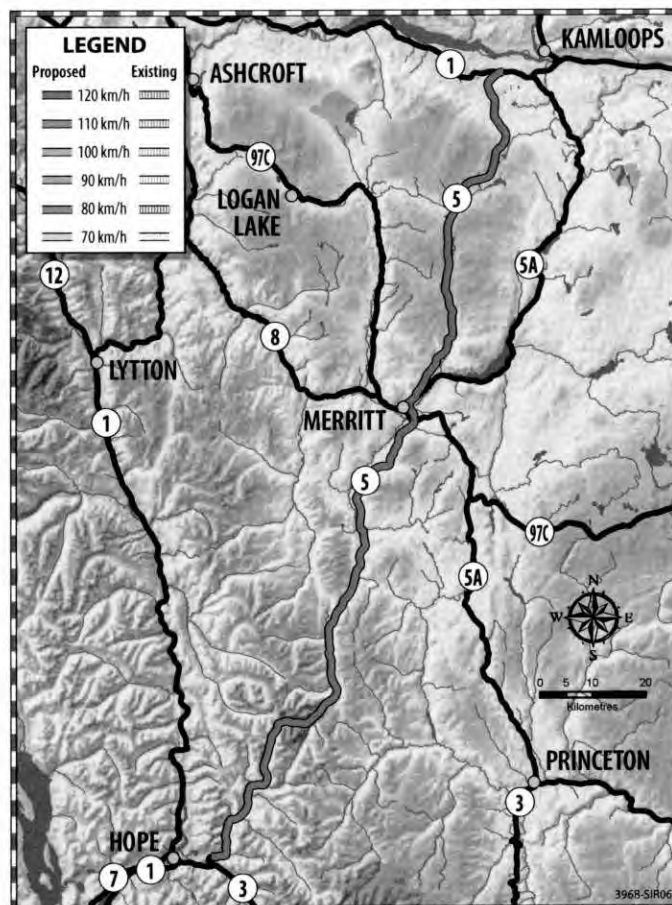 LEGEND
Proposed Existing
120 km/h
110 km/h
100 km/h
90 km/h
80 km/h
70 km/h
KAMLOOPS
1
ASHCROFT
97C
LOGAN
LAKE
5
5A
12
8
LYTTON
MERRITT
1
5
97C
5A
N
W E
S
0 5 10 20
Kilometres
PRINCETON
3
HOPE
7
1
3
3968-SIR06